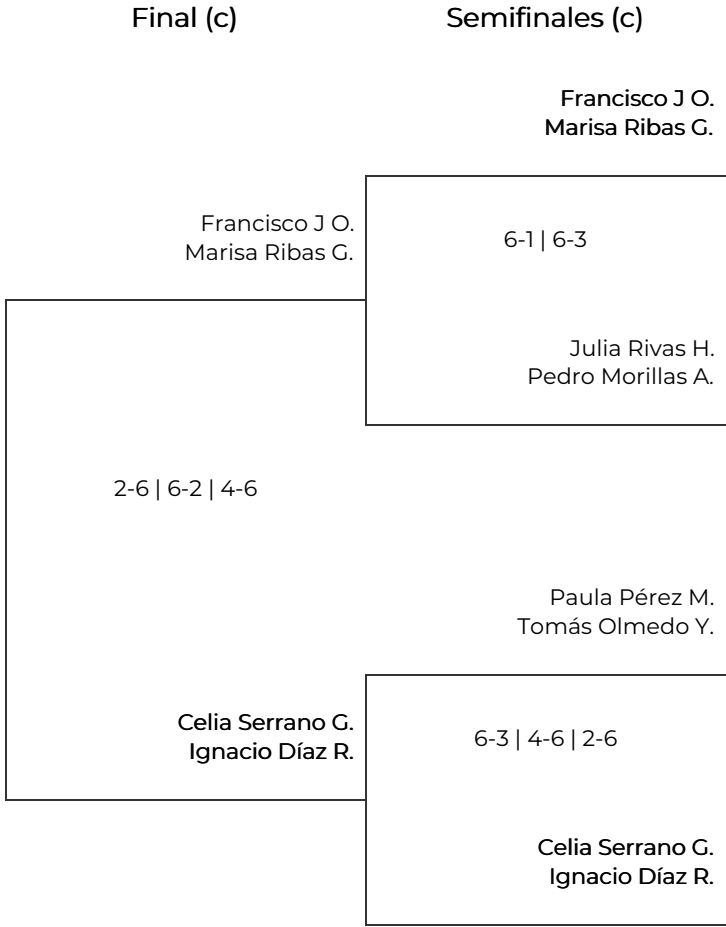 Final (c)
Semifinales (c)
Francisco J O.
Marisa Ribas G.
Francisco J O.
Marisa Ribas G.
6-1 | 6-3
Julia Rivas H.
Pedro Morillas A.
2-6 | 6-2 | 4-6
Paula Pérez M.
Tomás Olmedo Y.
Celia Serrano G.
Ignacio Díaz R.
6-3 | 4-6 | 2-6
Celia Serrano G.
Ignacio Díaz R.